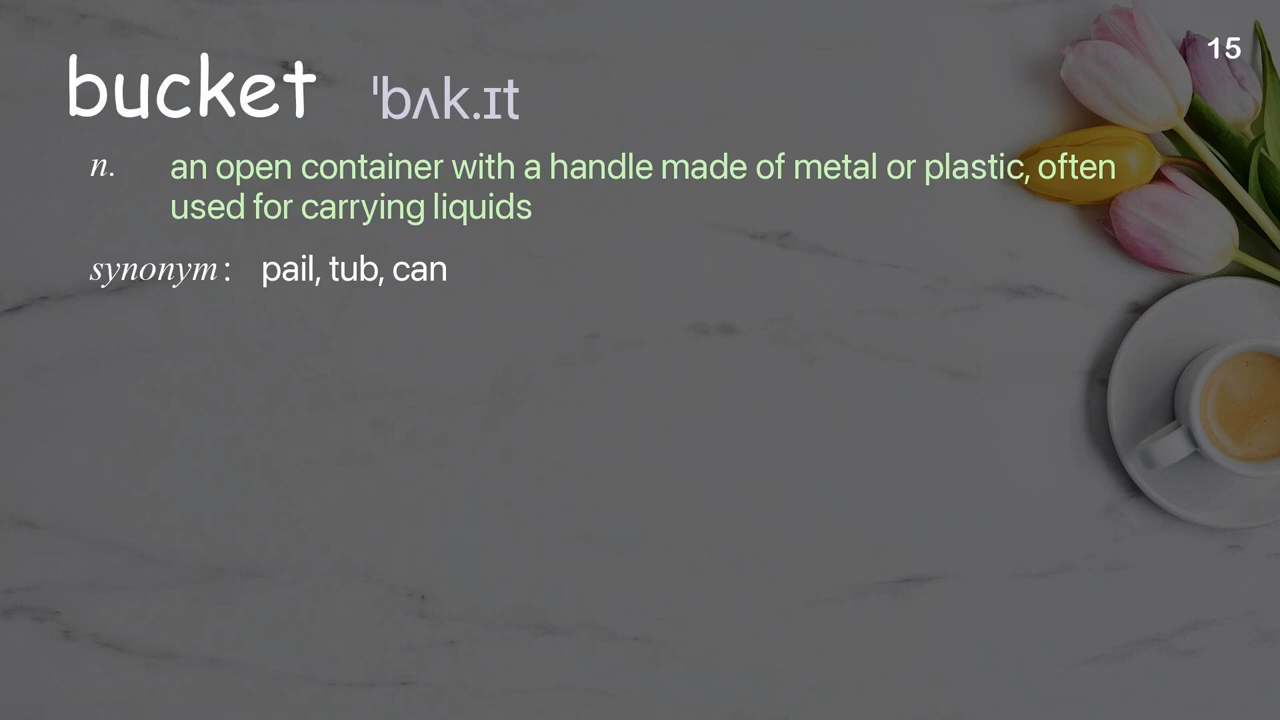 15
bucket ˈbʌk.ɪt
n. an open container with a handle made of metal or plastic, often
used for carrying liquids
synonym: pail, tub, can